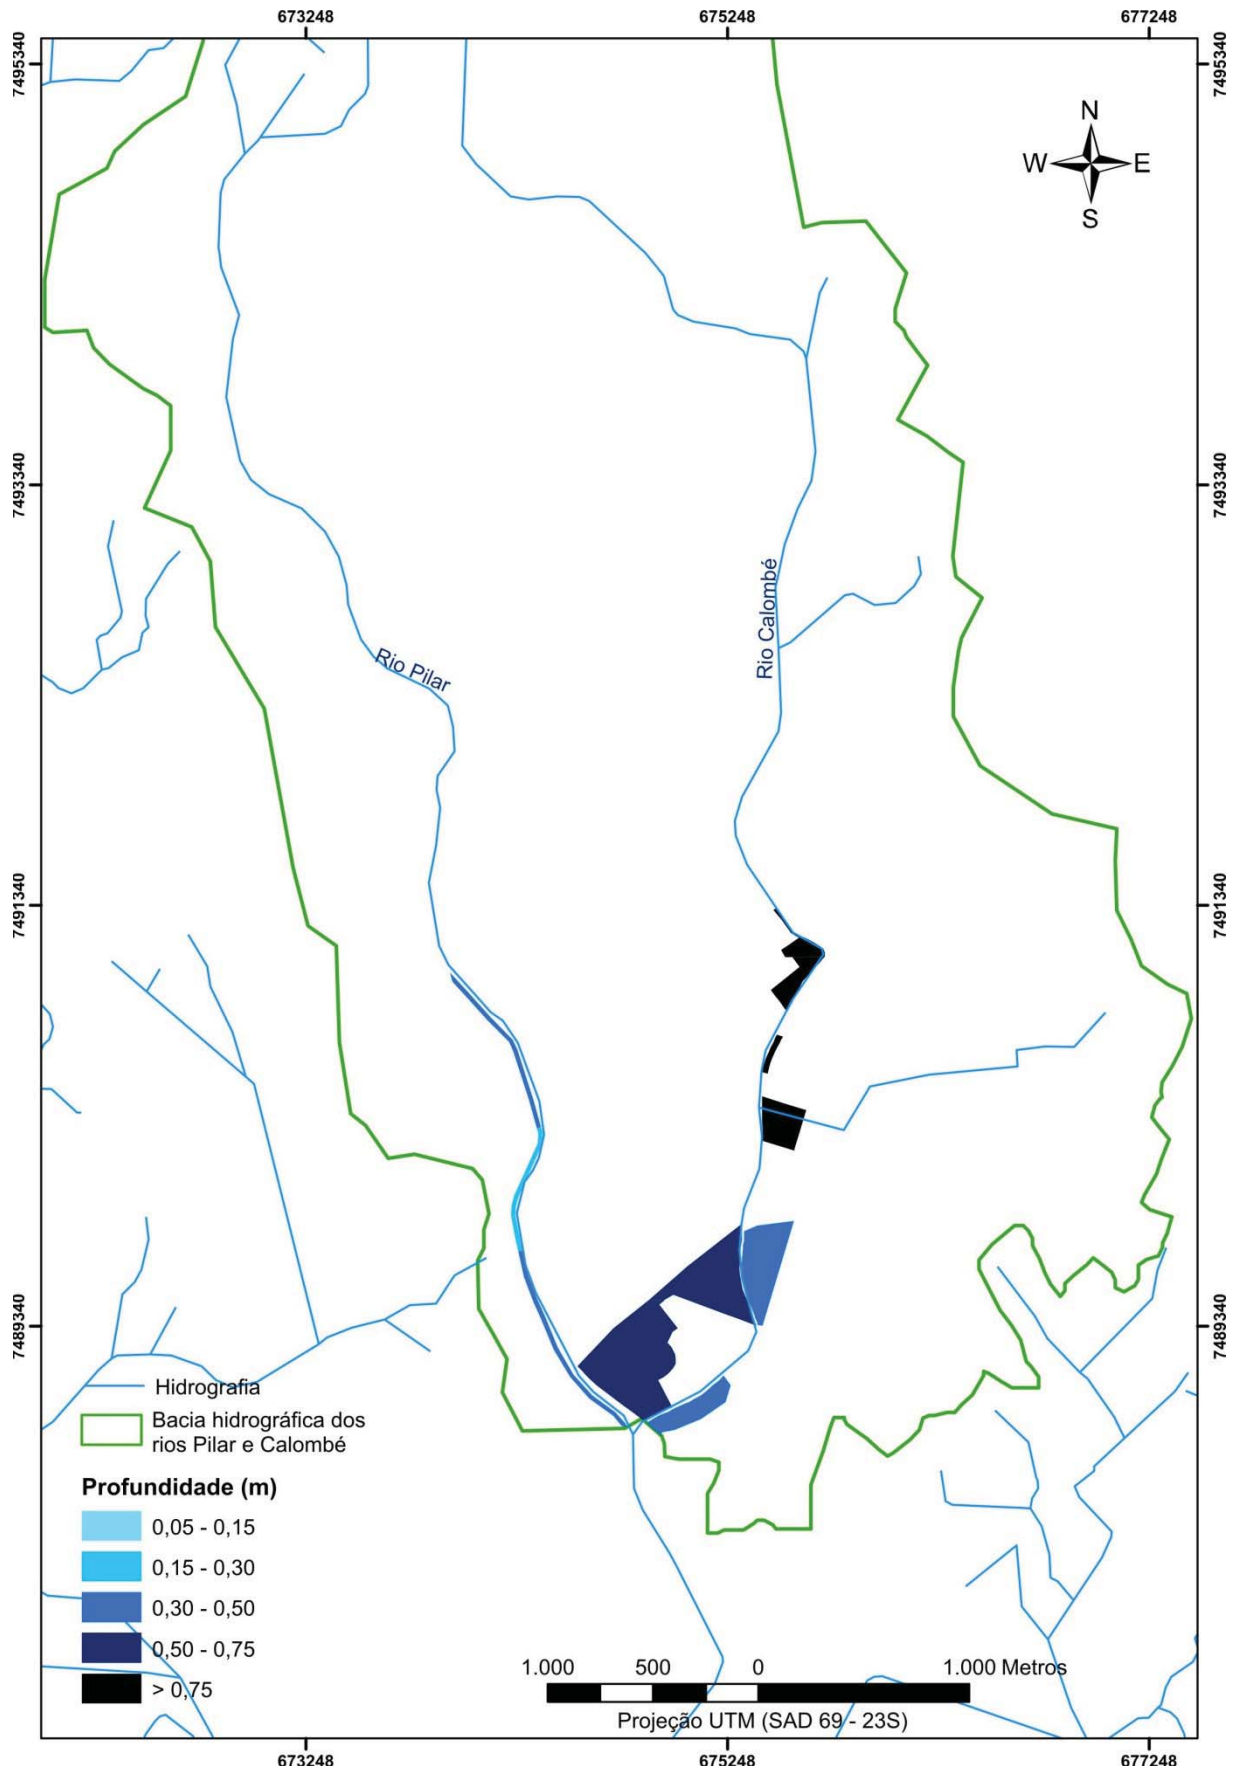 673248
675248
677248
7495340
7495340
N
W
E
S
7493340
7493340
Rio Calombé
Rio Pilar
7491340
7491340
7489340
7489340
Hidrografia
Bacia hidrográfica dos
rios Pilar e Calombé
Profundidade (m)
0,05 - 0,15
0,15 - 0,30
0,30 - 0,50
0,50 - 0,75
> 0,75
1.000 500 0 1.000 Metros
Projeção UTM (SAD 69 - 23S)
673248
675248
677248